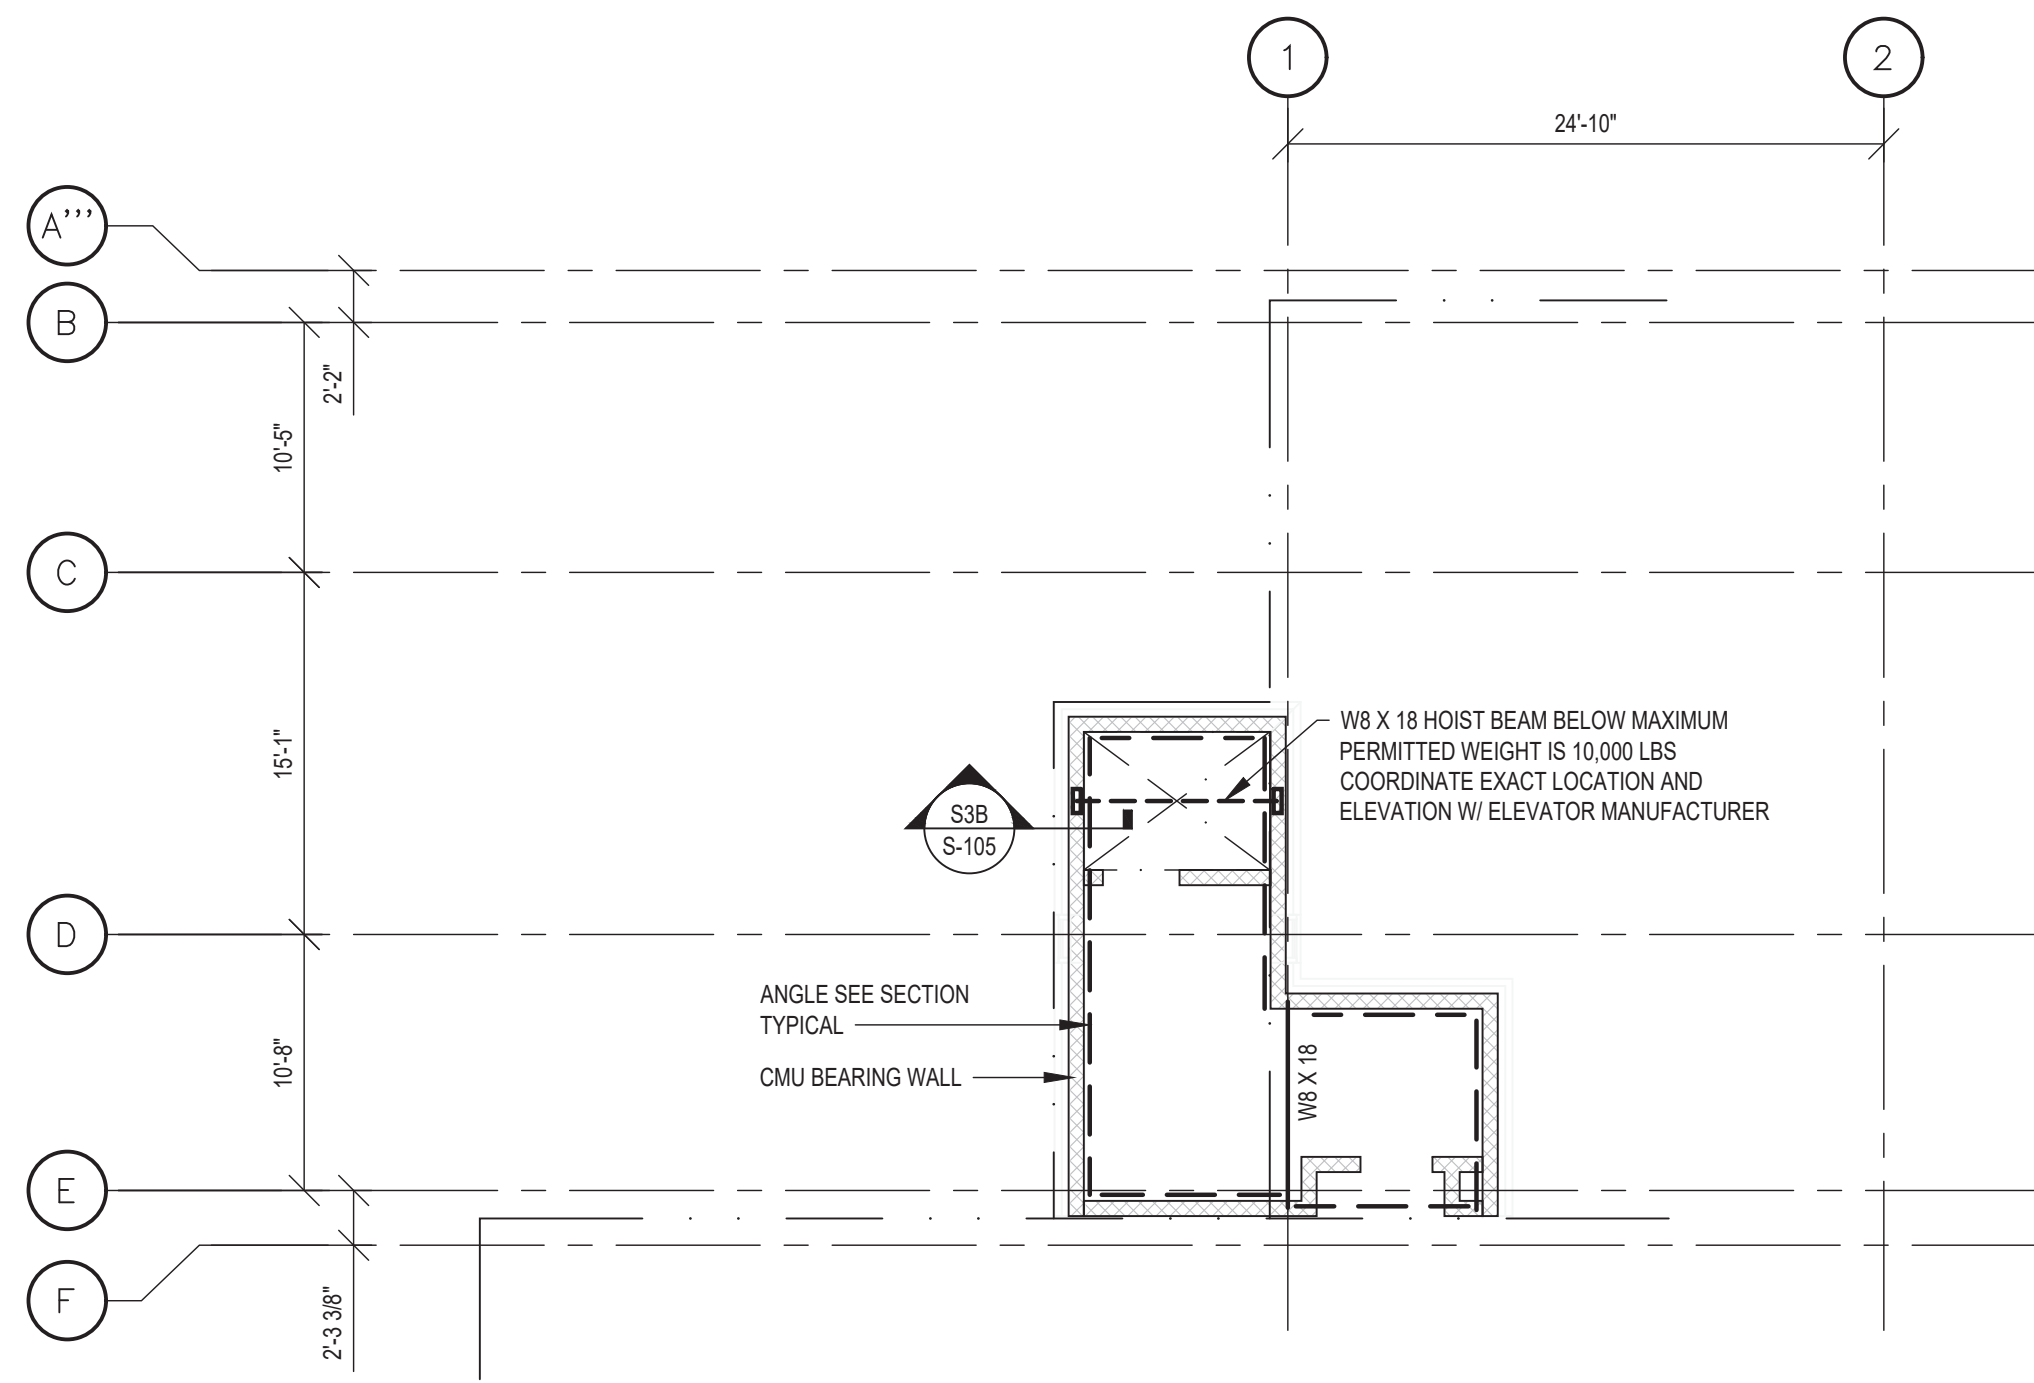 1
2
24'-10"
A'''
B
2'-2"
10'-5"
C
15'-1"
W8 X 18 HOIST BEAM BELOW MAXIMUM
PERMITTED WEIGHT IS 10,000 LBS
COORDINATE EXACT LOCATION AND
ELEVATION W/ ELEVATOR MANUFACTURER
S3B
S-105
D
ANGLE SEE SECTION
TYPICAL
10'-8"
CMU BEARING WALL
W8 X 18
E
F
2'-3 3/8"